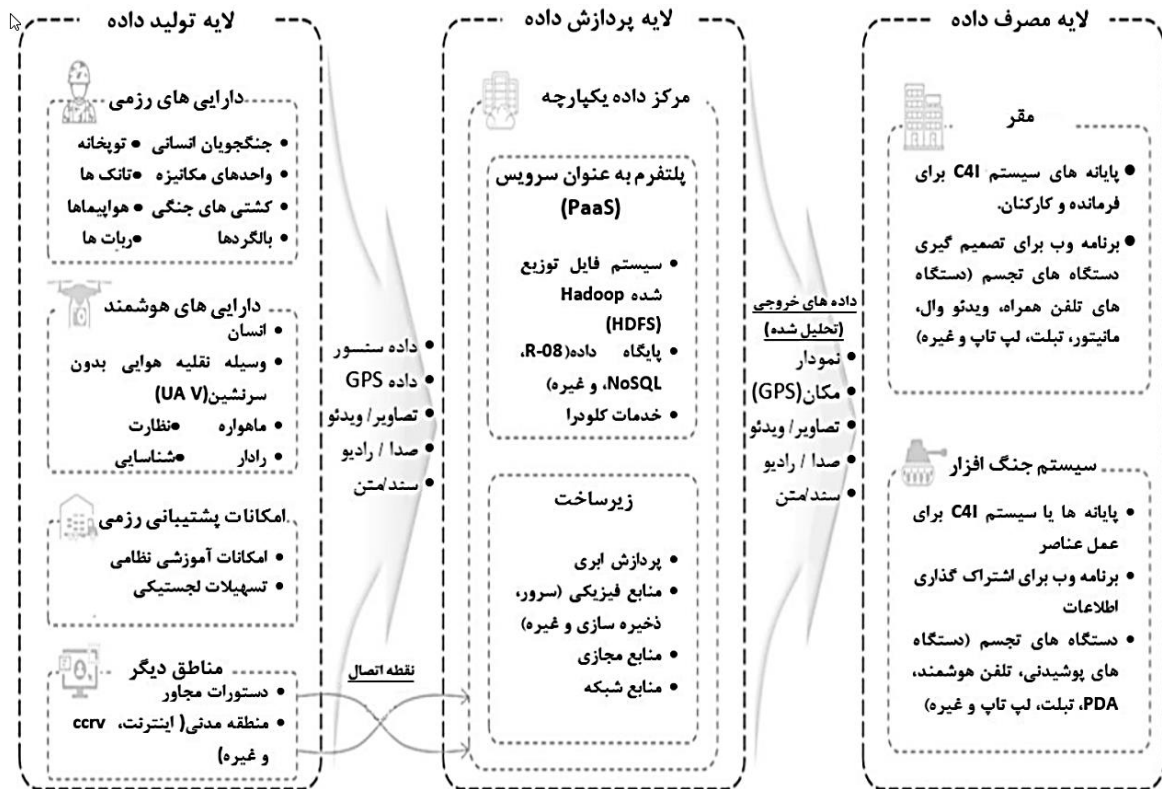 لایه تولید داده
دارایی های رزمی
• جنگجویان انسانی • توپخانه
• واحدهای مکانیزه • تانک ها
• کشتی های جنگی • هواپیماها
• بالگردها • ربات ها
دارایی های هوشمند
• انسان
• وسیله نقلیه هوایی بدون
سرنشین(UA V)
• ماهواره • نظارت
• رادار • شناسایی
امکانات پشتیبانی رزمی
• امکانات آموزشی نظامی
• تسهیلات لجستیکی
مناطق دیگر
• دستورات مجاور
• منطقه مدنی( اینترنت، ccrv
و غیره)
• داده سنسور
• داده GPS
• تصاویر/ ویدئو
• صدا / رادیو
• سند/متن
نقطه اتصال
لایه پردازش داده
مرکز داده یکپارچه
پلتفرم به عنوان سرویس
(PaaS)
• سیستم فایل توزیع
شده Hadoop
(HDFS)
• پایگاه داده(R-08،
NoSQL، و غیره)
• خدمات کلودرا
زیرساخت
• پردازش ابری
• منابع فیزیکی (سرور،
ذخیره سازی و غیره)
• منابع مجازی
• منابع شبکه
داده های خروجی
(تحلیل شده)
• نمودار
• مکان(GPS)
• تصاویر/ ویدئو
• صدا / رادیو
• سند/متن
لایه مصرف داده
مقر
• پایانه های سیستم C4I برای
فرمانده و کارکنان.
• برنامه وب برای تصمیم گیری
دستگاه های تجسم (دستگاه
های تلفن همراه، ویدئو وال،
مانیتور، تبلت، لپ تاپ و غیره)
سیستم جنگ افزار
• پایانه ها یا سیستم C4I برای
عمل عناصر
• برنامه وب برای اشتراک گذاری
اطلاعات
• دستگاه های تجسم (دستگاه
های پوشیدنی، تلفن هوشمند،
PDA، تبلت، لپ تاپ و غیره)